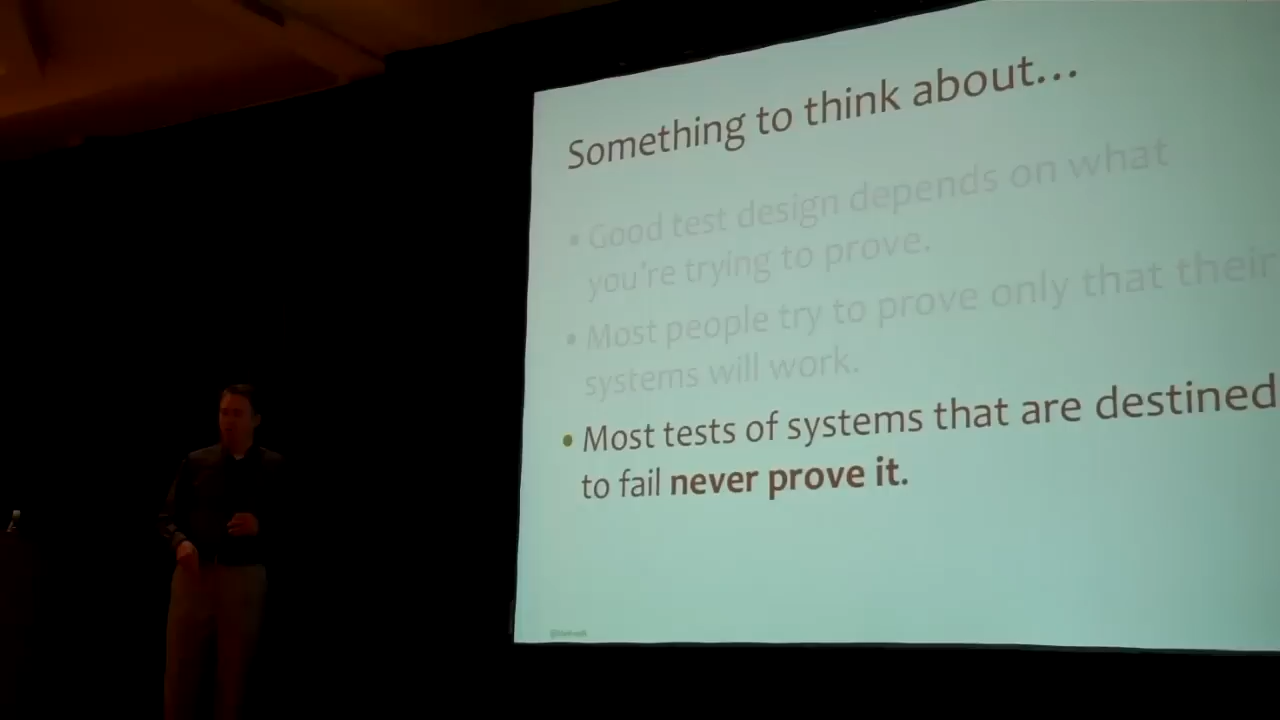 Something to think about...
• Good test design depends on what
you're trying to prove.
• Most people try to prove only that their
systems will work.
• Most tests of systems that are destined
to fail never prove it.